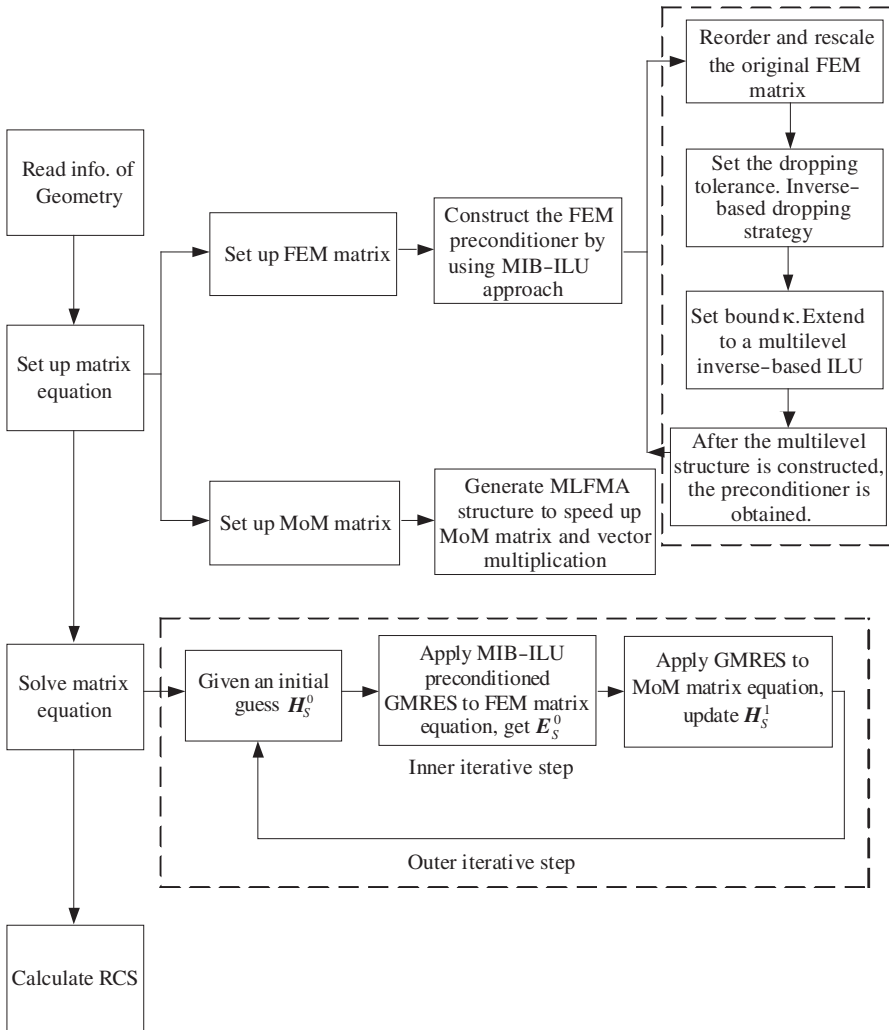 Read info. of
Geometry
Set up matrix
equation
Solve matrix
equation
Calculate RCS
Set up FEM matrix
Construct the FEM
preconditioner by
using MIB-ILU
approach
Reorder and rescale
the original FEM
matrix
Set the dropping
tolerance. Inverse-
based dropping
strategy
Set bound κ. Extend
to a multilevel
inverse-based ILU
After the multilevel
structure is constructed,
the preconditioner is
obtained.
Set up MoM matrix
Generate MLFMA
structure to speed up
MoM matrix and vector
multiplication
Given an initial
guess H_S^0
Apply MIB-ILU
preconditioned
GMRES to FEM matrix
equation, get E_S^0
Apply GMRES to
MoM matrix equation,
update H_S^1
Inner iterative step
Outer iterative step